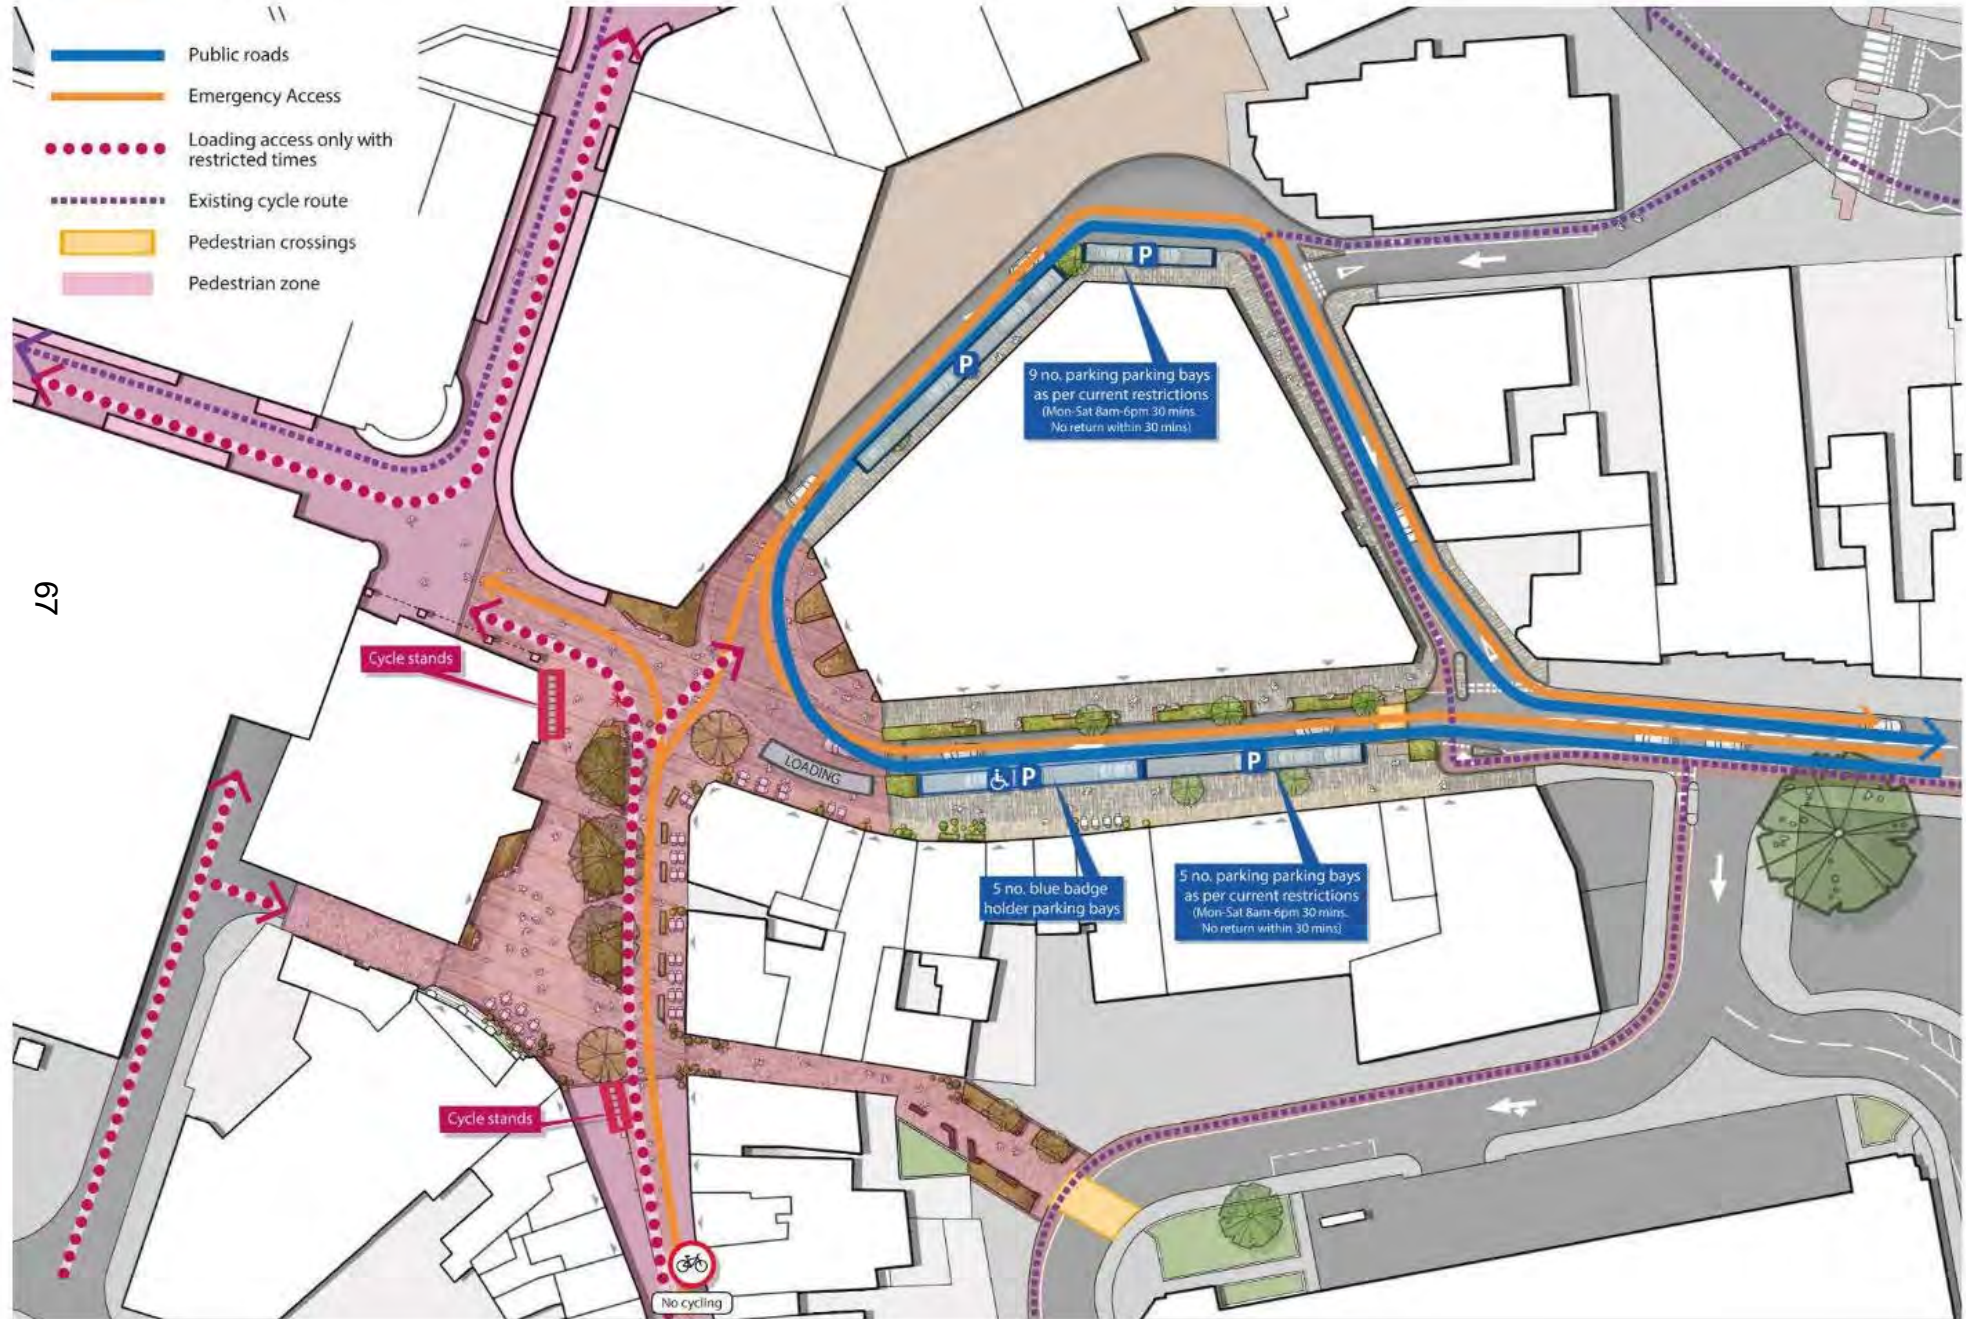 Public roads
Emergency Access
Loading access only with
restricted times
Existing cycle route
Pedestrian crossings
Pedestrian zone
P
P
9 no. parking parking bays
as per current restrictions
(Mon-Sat 8am-6pm 30 mins.
No return within 30 mins)
67
Cycle stands
LOADING
P
P
5 no. blue badge
holder parking bays
5 no. parking parking bays
as per current restrictions
(Mon-Sat 8am-6pm 30 mins.
No return within 30 mins)
Cycle stands
No cycling